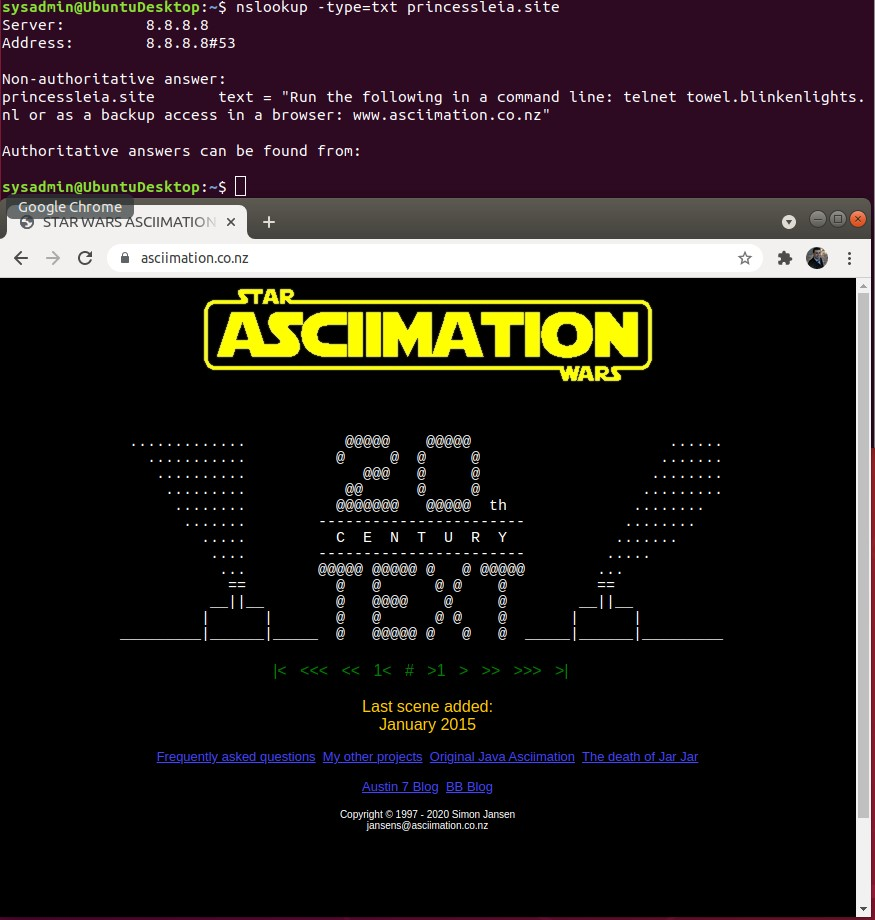 sysadmin@UbuntuDesktop:~$ nslookup -type=txt princessleia.site
Server:         8.8.8.8
Address:        8.8.8.8#53

Non-authoritative answer:
princessleia.site       text = "Run the following in a command line: telnet towel.blinkenlights.
nl or as a backup access in a browser: www.asciimation.co.nz"

Authoritative answers can be found from:

sysadmin@UbuntuDesktop:~$
Google Chrome
STAR WARS ASCIIMATION
asciimation.co.nz
STAR
ASCIIMATION
WARS
.............           @@@@@    @@@@@                      ......
  ...........          @     @  @     @                    .......
   ..........             @@@   @     @                   ........
    .........           @@      @     @                  .........
     ........          @@@@@@@   @@@@@  th              ........
      .......        -----------------------           ........
        .....          C  E  N  T  U  R  Y            .......
         ....        -----------------------         .....
          ...        @@@@@ @@@@@ @   @ @@@@@        ...
           ==          @   @      @ @    @          ==
         __||__        @   @@@@    @     @        __||__
        |      |       @   @      @ @    @       |      |
_________|______|_____  @   @@@@@ @   @   @  _____|______|_________
|<   <<<   <<   1<   #   >1   >   >>   >>>   >|
Last scene added:
January 2015
Frequently asked questions  My other projects  Original Java Asciimation  The death of Jar Jar
Austin 7 Blog  BB Blog
Copyright © 1997 - 2020 Simon Jansen
jansens@asciimation.co.nz